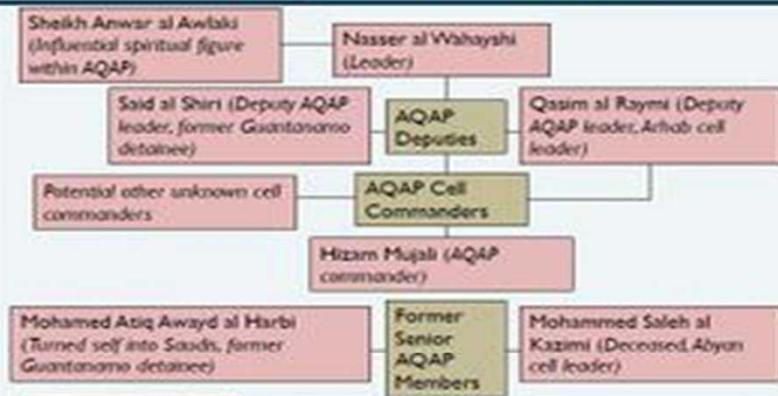 Sheikh Anwar al Awlaki
(Influential spiritual figure
within AQAP)
Nasser al Wahayshi
(Leader)
Said al Shiri (Deputy AQAP
leader, former Guantanamo
detainee)
AQAP
Deputies
Qasim al Raymi (Deputy
AQAP leader, Arhab cell
leader)
Potential other unknown cell
commanders
AQAP Cell
Commanders
Hizam Mujali (AQAP
commander)
Mohamed Atiq Awayd al Harbi
(Turned self into Saudis, former
Guantanamo detainee)
Former
Senior
AQAP
Members
Mohammed Saleh al
Kazimi (Deceased, Abyan
cell leader)